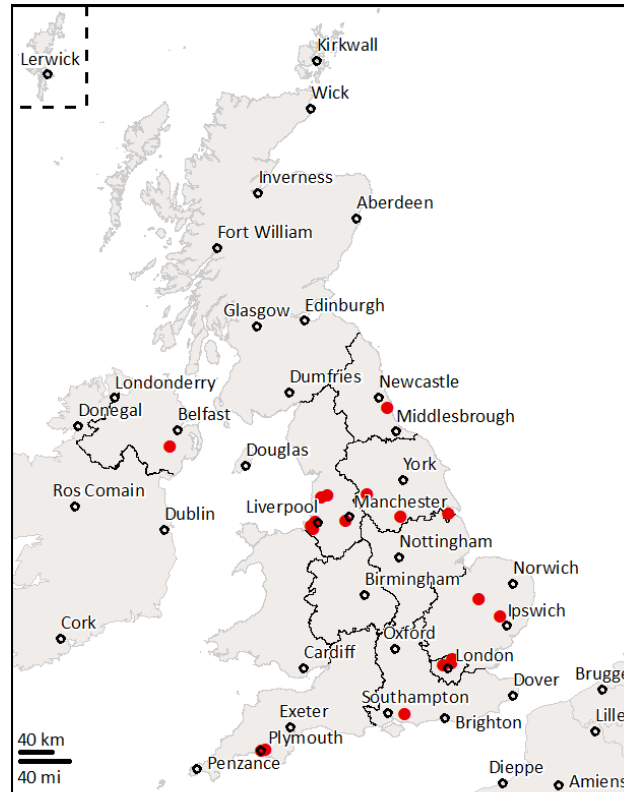 Kirkwall
Lerwick
Wick
Inverness
Aberdeen
Fort William
Glasgow
Edinburgh
Londonderry
Dumfries
Newcastle
Donegal
Belfast
Middlesbrough
Douglas
York
Ros Comain
Dublin
Liverpool
Manchester
Nottingham
Birmingham
Norwich
Ipswich
Cork
Oxford
Cardiff
London
Dover
Brugge
Southampton
Exeter
Brighton
Lille
40 km
Plymouth
Penzance
40 mi
Dieppe
Amiens